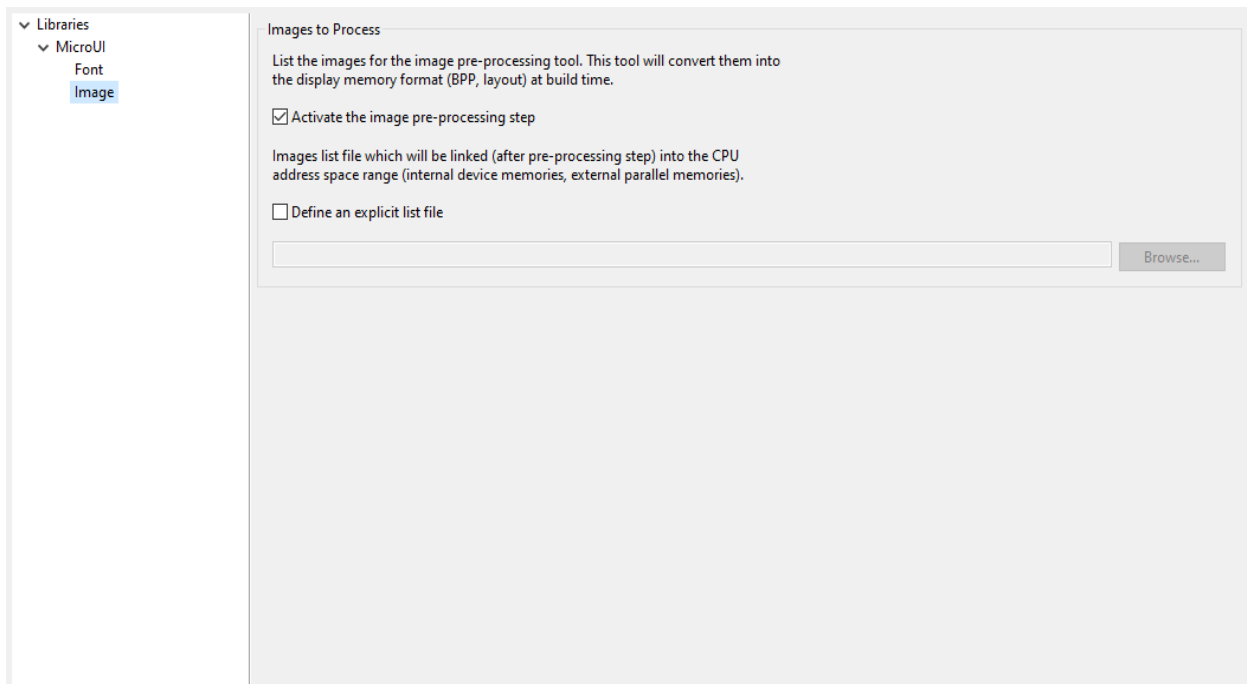 Libraries
MicroUI
Font
Image
Images to Process
List the images for the image pre-processing tool. This tool will convert them into
the display memory format (BPP, layout) at build time.
Activate the image pre-processing step
Images list file which will be linked (after pre-processing step) into the CPU
address space range (internal device memories, external parallel memories).
Define an explicit list file
Browse...